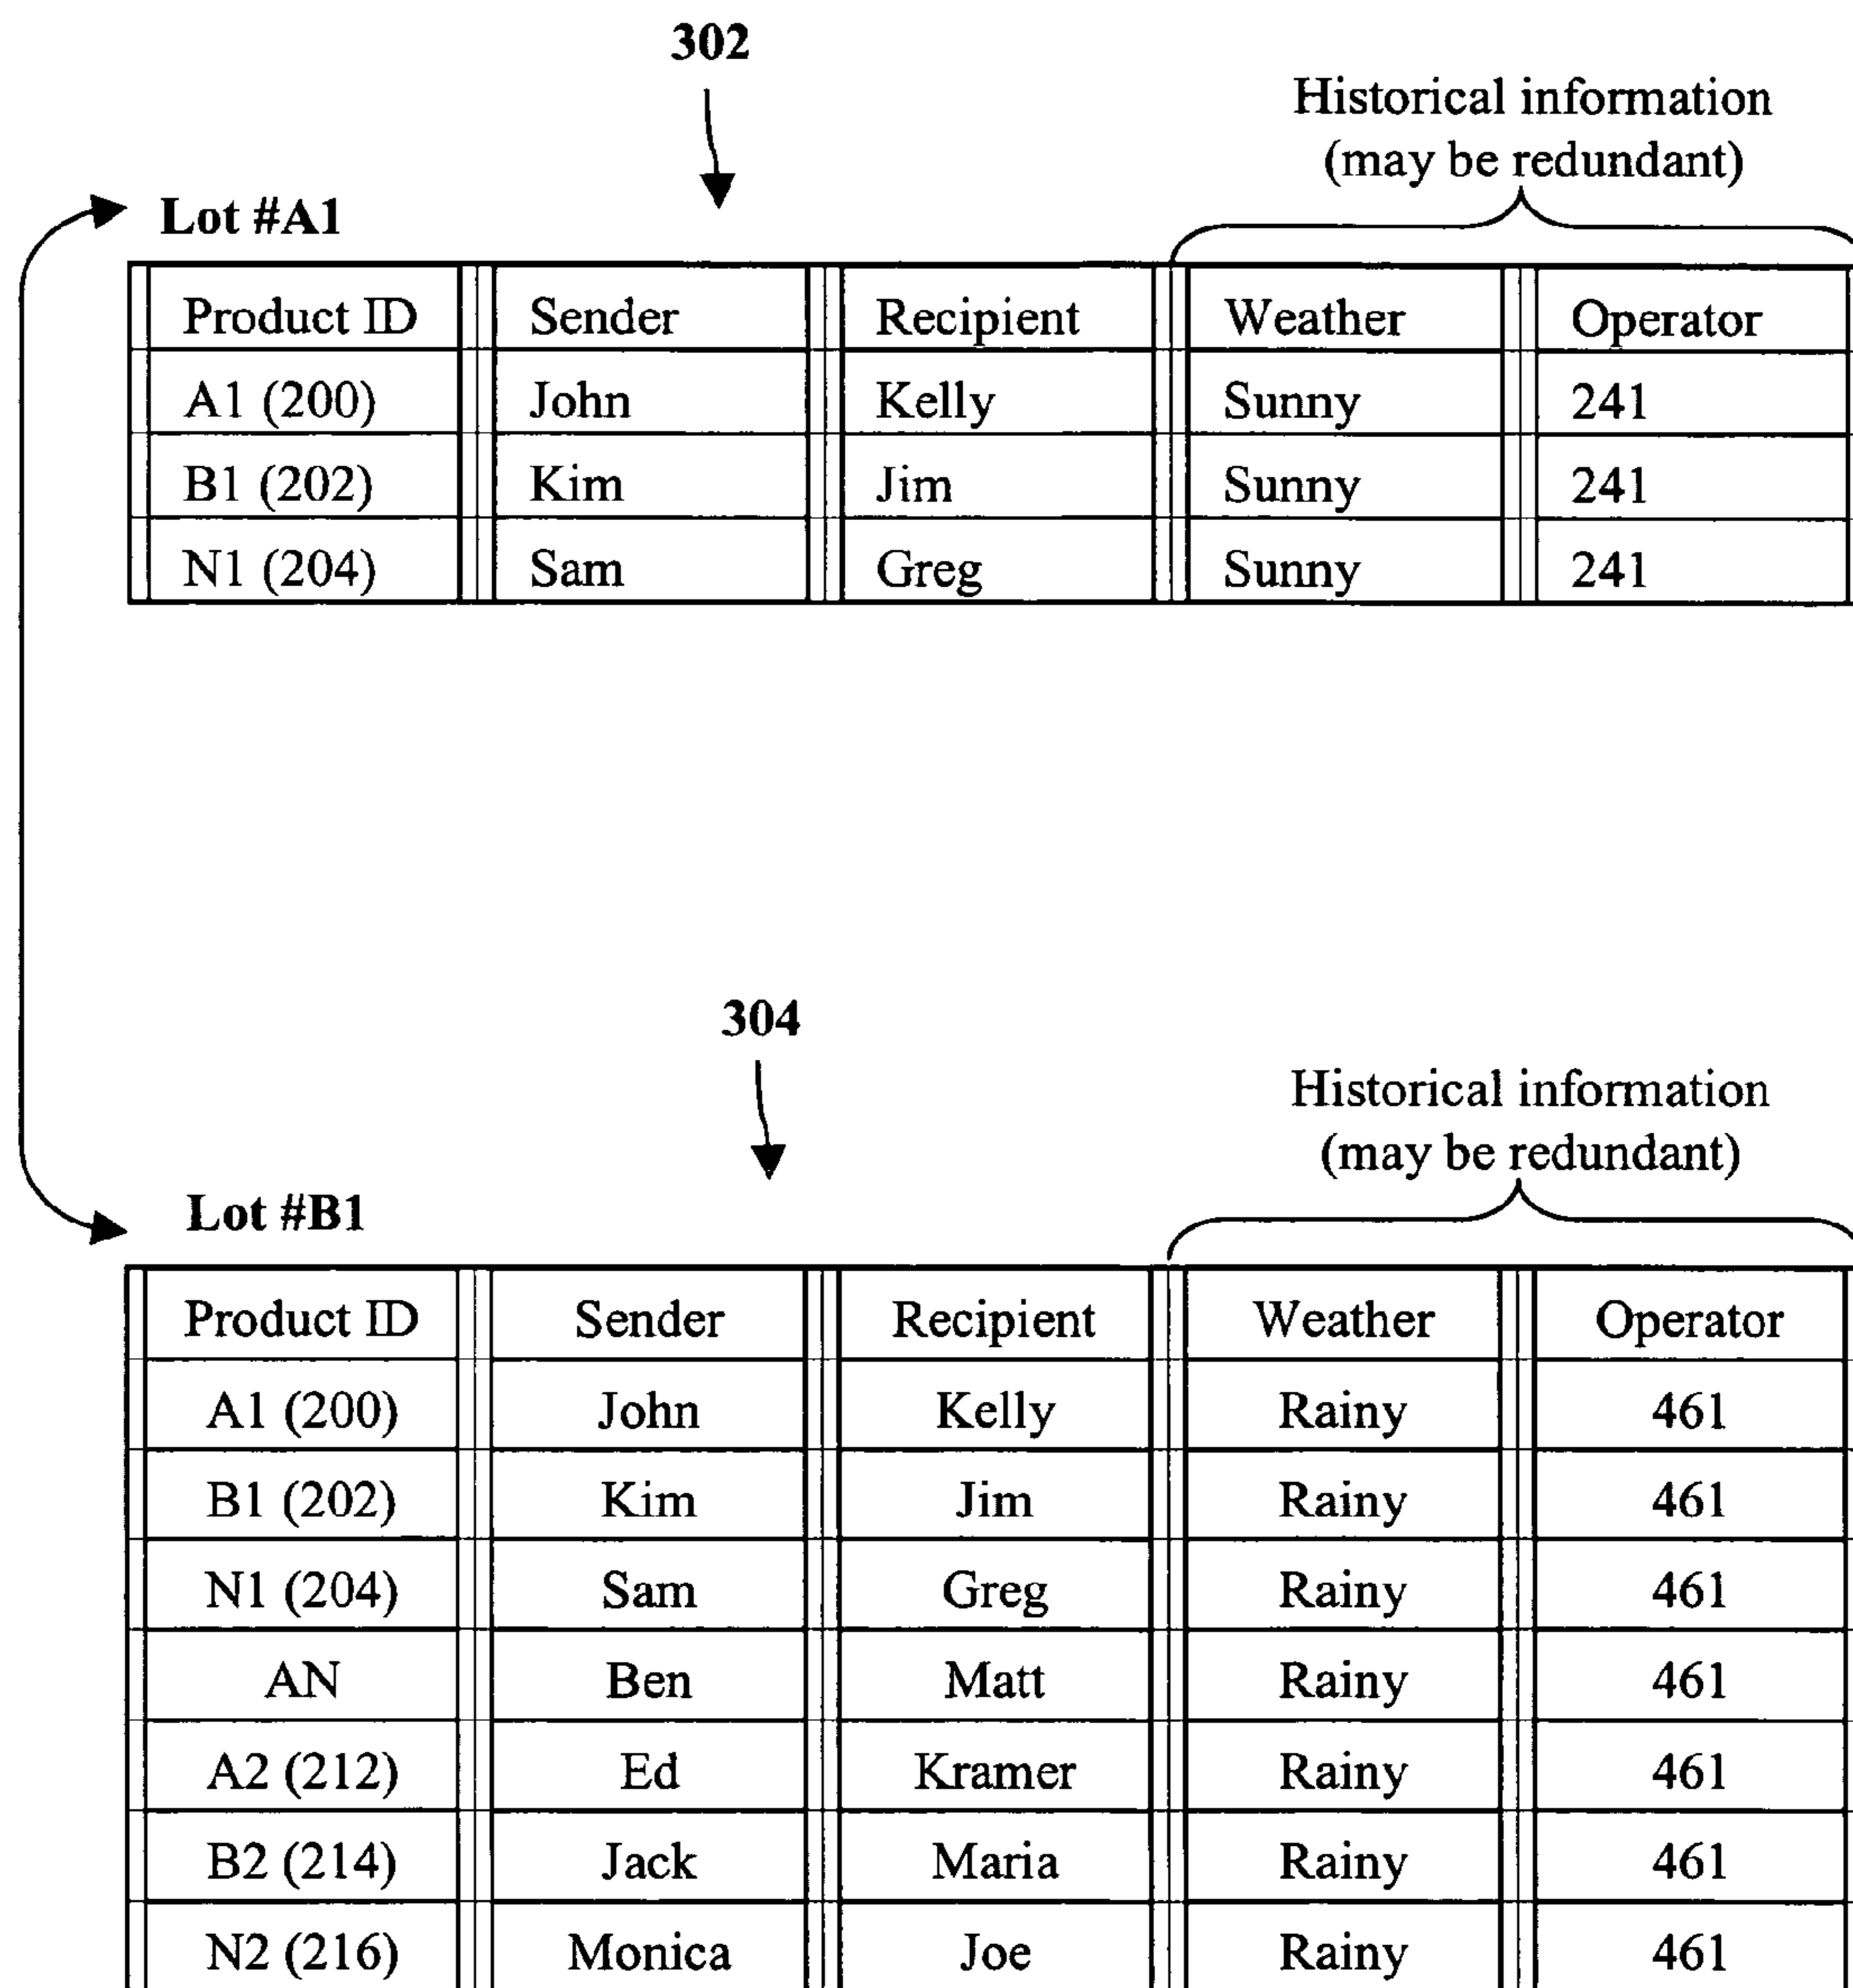 302
Historical information
(may be redundant)
Lot #A1
Product ID Sender Recipient Weather Operator
A1 (200) John Kelly Sunny 241
B1 (202) Kim Jim Sunny 241
N1 (204) Sam Greg Sunny 241
304
Historical information
(may be redundant)
Lot #B1
Product ID Sender Recipient Weather Operator
A1 (200) John Kelly Rainy 461
B1 (202) Kim Jim Rainy 461
N1 (204) Sam Greg Rainy 461
AN Ben Matt Rainy 461
A2 (212) Ed Kramer Rainy 461
B2 (214) Jack Maria Rainy 461
N2 (216) Monica Joe Rainy 461